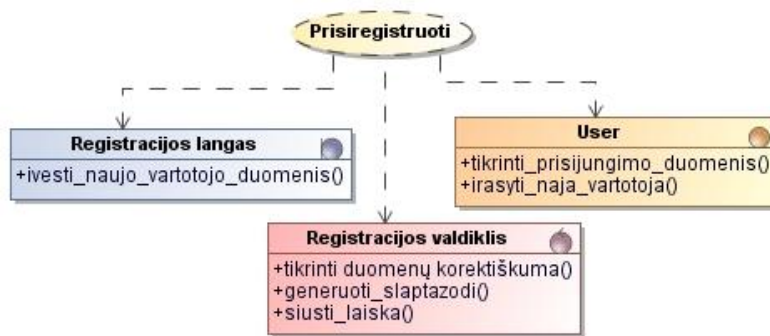 Prisiregistruoti
Registracijos langas
+ivesti_naujo_vartotojo_duomenis()
User
+tikrinti_prisijungimo_duomenis()
+irasyti_naja_vartotoja()
Registracijos valdiklis
+tikrinti duomenų korektiškuma()
+generuoti_slaptazodi()
+siusti_laiska()